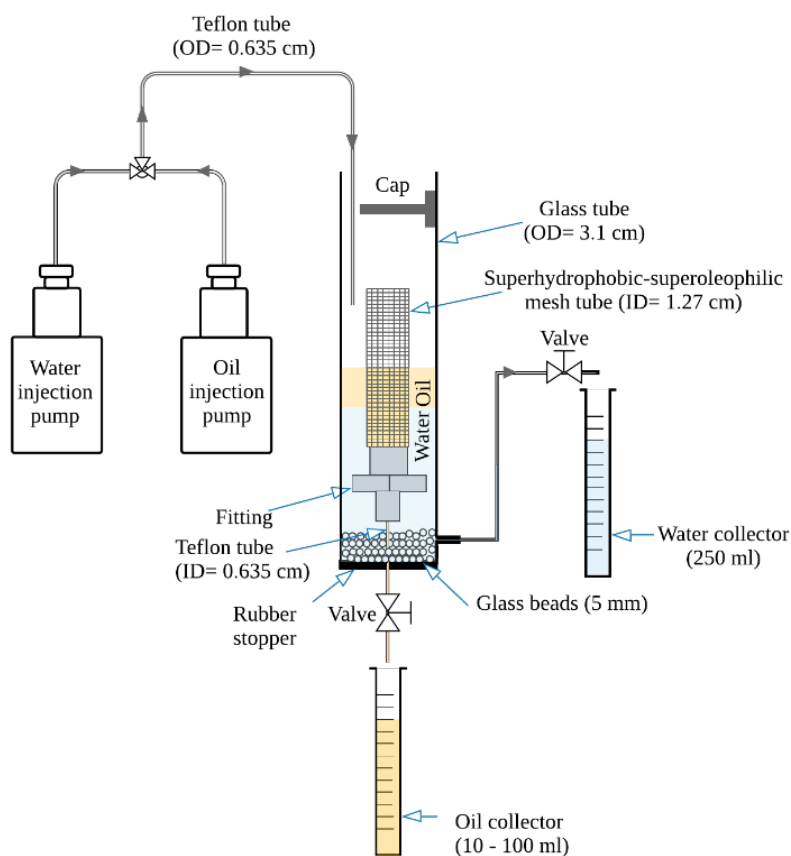 Teflon tube
(OD= 0.635 cm)
Cap
Glass tube
(OD= 3.1 cm)
Superhydrophobic-superoleophilic
mesh tube (ID= 1.27 cm)
Valve
Water
injection
pump
Oil
injection
pump
Oil
Water
Fitting
Teflon tube
(ID= 0.635 cm)
Water collector
(250 ml)
Rubber
stopper
Valve
Glass beads (5 mm)
Oil collector
(10 - 100 ml)